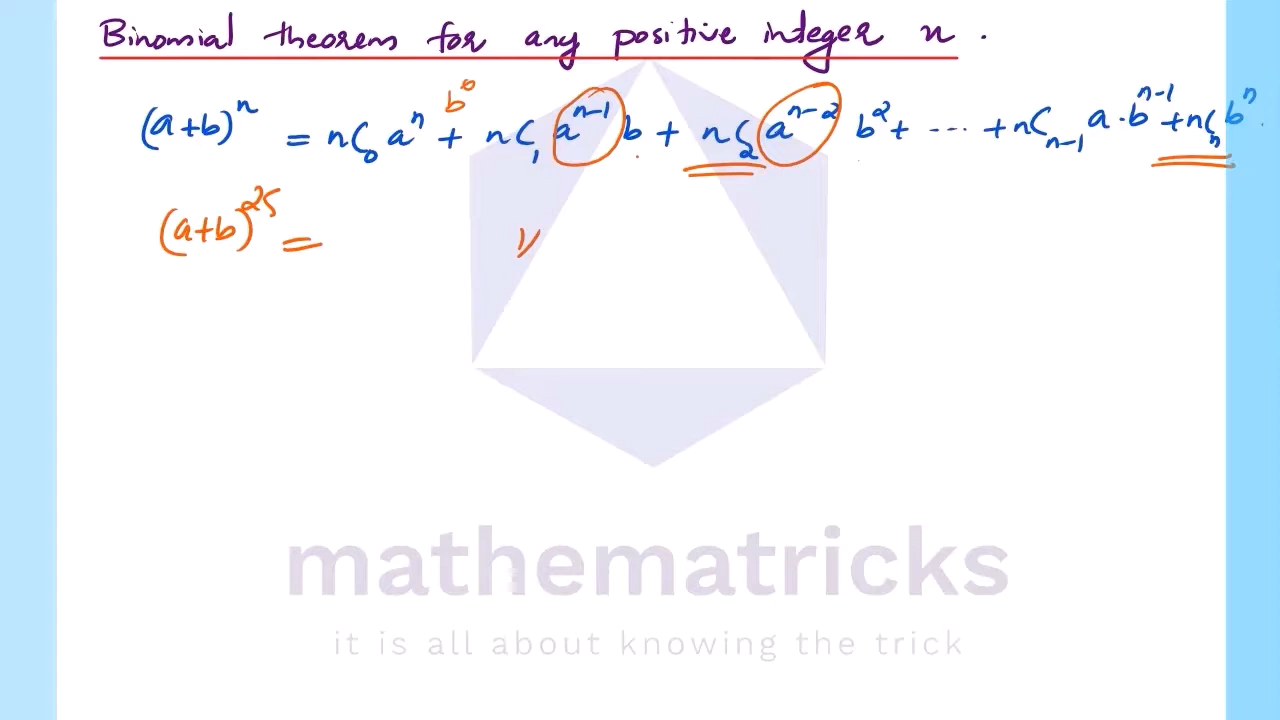 Binomial theorem for any positive integer n.
b⁰
(a+b)ⁿ = nC₀ aⁿ + nC₁ aⁿ⁻¹ b + nC₂ aⁿ⁻² b² + ... + nCₙ₋₁ a·bⁿ⁻¹ + nCₙ bⁿ.
(a+b)²⁵ =
mathematricks
it is all about knowing the trick